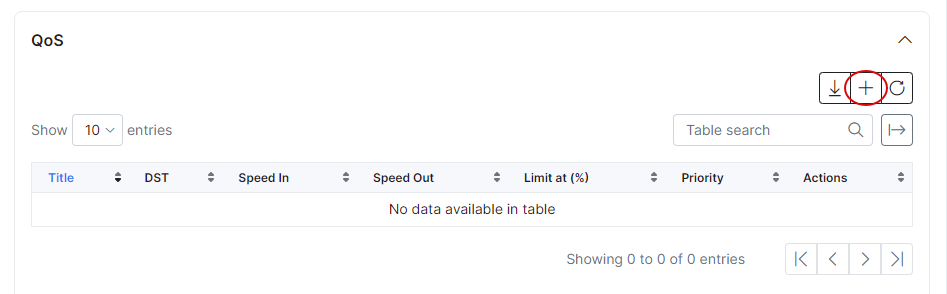 QoS
Show 10 entries
Table search
Title DST Speed In Speed Out Limit at (%) Priority Actions
No data available in table
Showing 0 to 0 of 0 entries